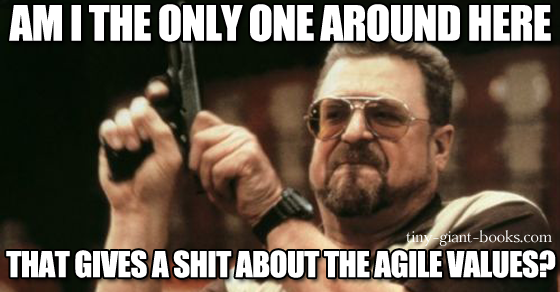 AM I THE ONLY ONE AROUND HERE
tiny-giant-books.com
THAT GIVES A SHIT ABOUT THE AGILE VALUES?